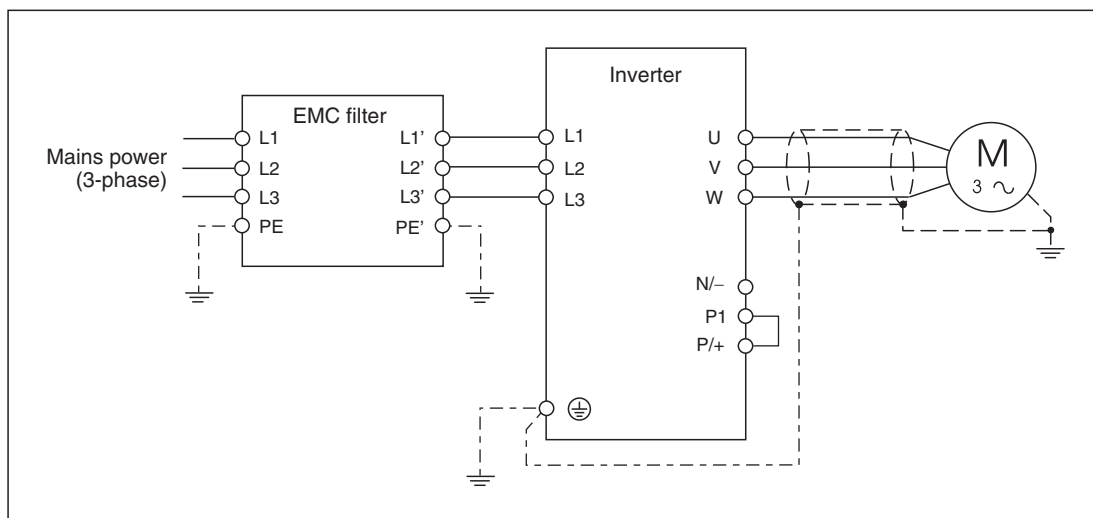 Inverter
EMC filter
Mains power
(3-phase)
L1
L2
L3
PE
L1’
L2’
L3’
PE’
L1
L2
L3
U
V
W
N/–
P1
P/+
M
3 ~